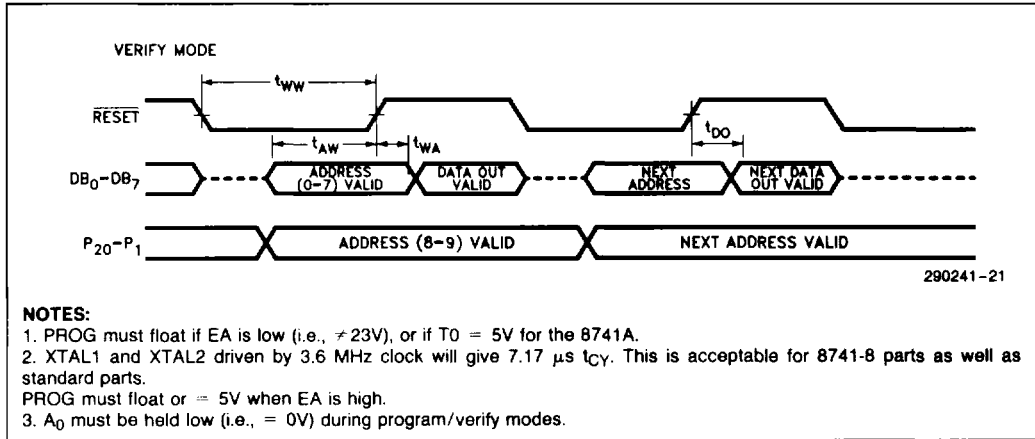 VERIFY MODE
tWW
RESET
tAW
tWA
tDO
DB0–DB7
ADDRESS (0–7) VALID
DATA OUT VALID
NEXT ADDRESS
NEXT DATA OUT VALID
P20–P1
ADDRESS (8–9) VALID
NEXT ADDRESS VALID
290241–21
NOTES:
1. PROG must float if EA is low (i.e., ≠ 23V), or if T0 = 5V for the 8741A.
2. XTAL1 and XTAL2 driven by 3.6 MHz clock will give 7.17 μs tCY. This is acceptable for 8741-8 parts as well as
standard parts.
PROG must float or = 5V when EA is high.
3. A0 must be held low (i.e., = 0V) during program/verify modes.